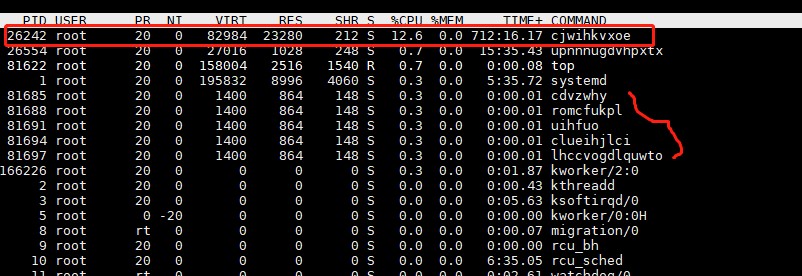 PID USER PR NI VIRT RES SHR S %CPU %MEM TIME+ COMMAND
26242 root 20 0 82984 23280 212 S 12.6 0.0 712:16.17 cjwihkvxoe
26554 root 20 0 27016 1028 248 S 0.7 0.0 15:35.43 upnnnugdvhpxtx
81622 root 20 0 158004 2516 1540 R 0.7 0.0 0:00.08 top
1 root 20 0 195832 8996 4060 S 0.3 0.0 5:35.72 systemd
81685 root 20 0 1400 864 148 S 0.3 0.0 0:00.01 cdvzwhy
81688 root 20 0 1400 864 148 S 0.3 0.0 0:00.01 romcfukpl
81691 root 20 0 1400 864 148 S 0.3 0.0 0:00.01 uihfuo
81694 root 20 0 1400 864 148 S 0.3 0.0 0:00.01 clueihjlci
81697 root 20 0 1400 864 148 S 0.3 0.0 0:00.01 lhccvogdlquwto
166226 root 20 0 0 0 0 S 0.3 0.0 0:01.87 kworker/2:0
2 root 20 0 0 0 0 S 0.0 0.0 0:00.43 kthreadd
3 root 20 0 0 0 0 S 0.0 0.0 0:05.63 ksoftirqd/0
5 root 0 -20 0 0 0 S 0.0 0.0 0:00.00 kworker/0:0H
8 root rt 0 0 0 0 S 0.0 0.0 0:00.07 migration/0
9 root 20 0 0 0 0 S 0.0 0.0 0:00.00 rcu_bh
10 root 20 0 0 0 0 S 0.0 0.0 6:35.05 rcu_sched
11 root rt 0 0 0 0 S 0.0 0.0 0:02.61 watchdog/0